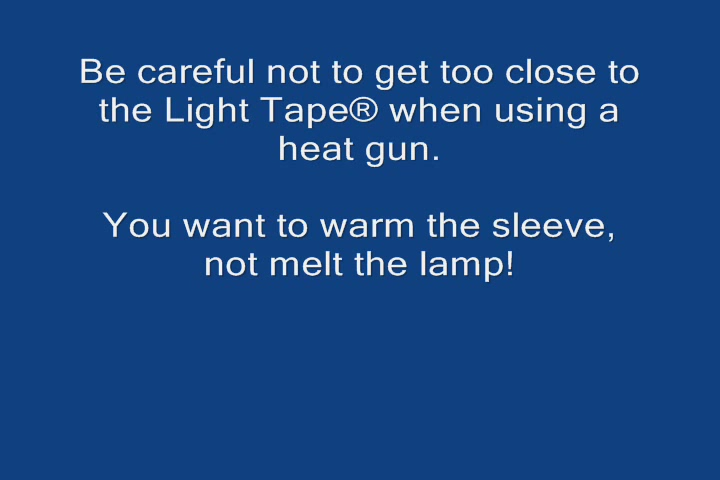 Be careful not to get too close to
the Light Tape® when using a
heat gun.
You want to warm the sleeve,
not melt the lamp!